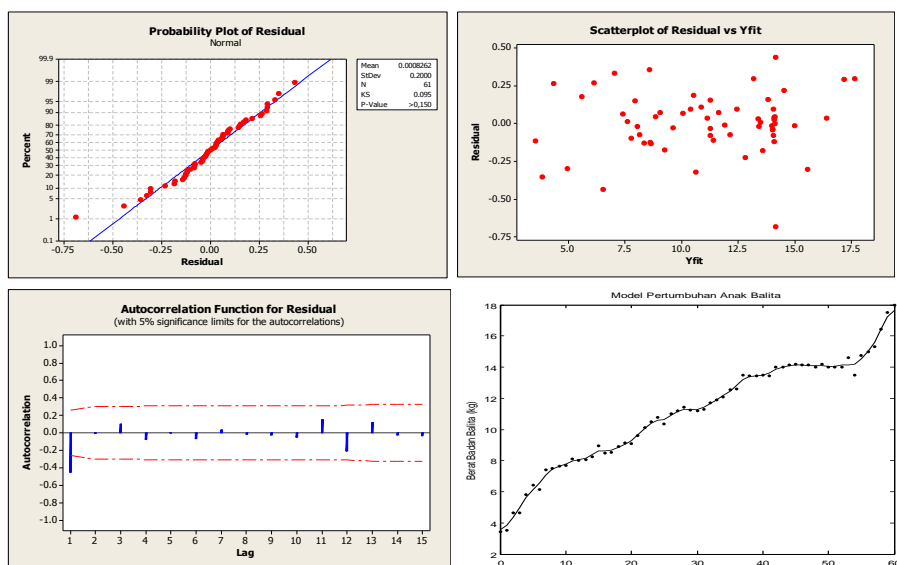 Probability Plot of Residual
Normal
99.9
99
95
90
80
70
60
50
40
30
20
10
5
1
0.1
Percent
-0.75
-0.50
-0.25
0.00
0.25
0.50
Residual
Mean 0.0008262
StDev 0.2000
N 61
KS 0.095
P-Value >0,150
Scatterplot of Residual vs Yfit
0.50
0.25
0.00
-0.25
-0.50
-0.75
Residual
5.0
7.5
10.0
12.5
15.0
17.5
Yfit
Autocorrelation Function for Residual
(with 5% significance limits for the autocorrelations)
1.0
0.8
0.6
0.4
0.2
0.0
-0.2
-0.4
-0.6
-0.8
-1.0
Autocorrelation
1 2 3 4 5 6 7 8 9 10 11 12 13 14 15
Lag
Model Pertumbuhan Anak Balita
18
16
14
12
10
8
6
4
2
Berat Badan Balita (kg)
0 10 20 30 40 50 60